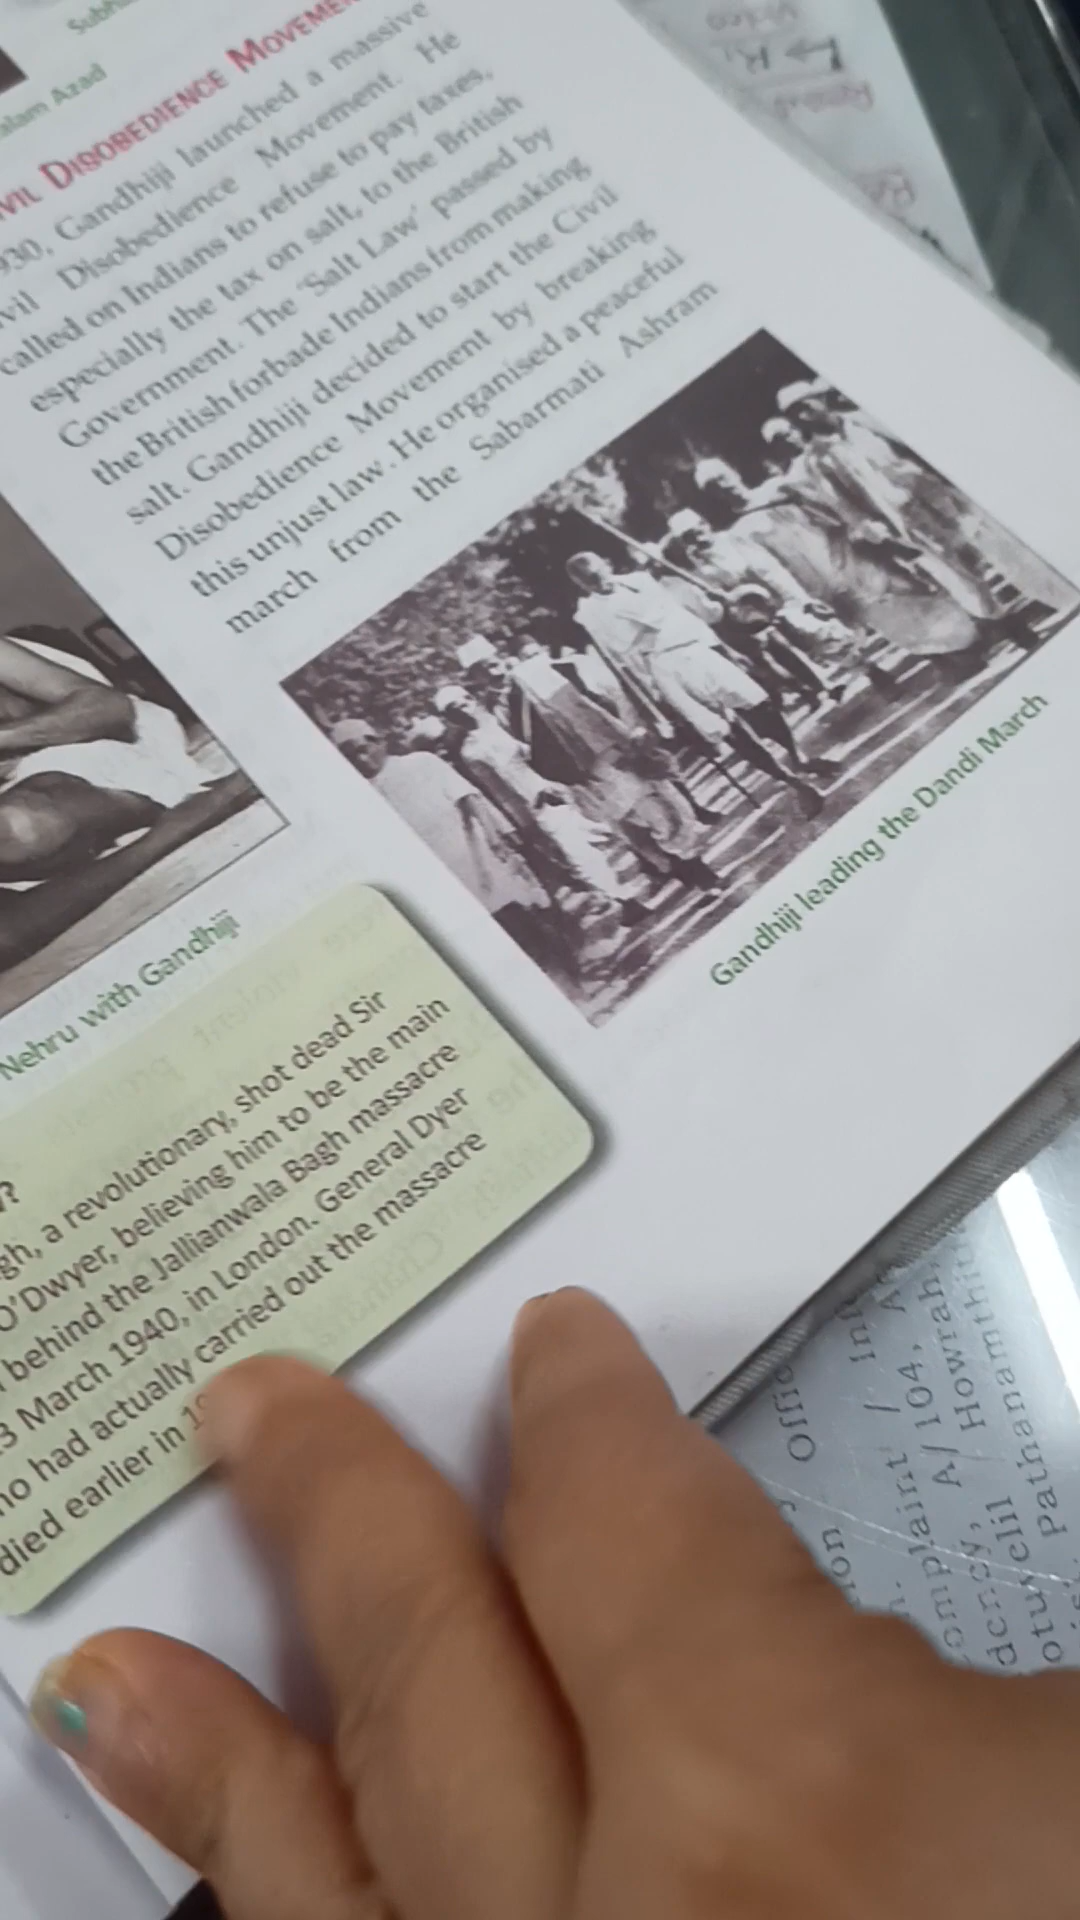 alam Azad
VIL DISOBEDIENCE MOVEMEN
930, Gandhiji launched a massive
vil Disobedience Movement. He
called on Indians to refuse to pay taxes,
especially the tax on salt, to the British
Government. The 'Salt Law' passed by
the British forbade Indians from making
salt. Gandhiji decided to start the Civil
Disobedience Movement by breaking
this unjust law. He organised a peaceful
march from the Sabarmati Ashram
Gandhiji leading the Dandi March
Nehru with Gandhiji
gh, a revolutionary, shot dead Sir
O'Dwyer, believing him to be the main
behind the Jallianwala Bagh massacre
3 March 1940, in London. General Dyer
ho had actually carried out the massacre
died earlier in 19
Offic
Howrah,
A/104,
omplaint /
Pathanamthit